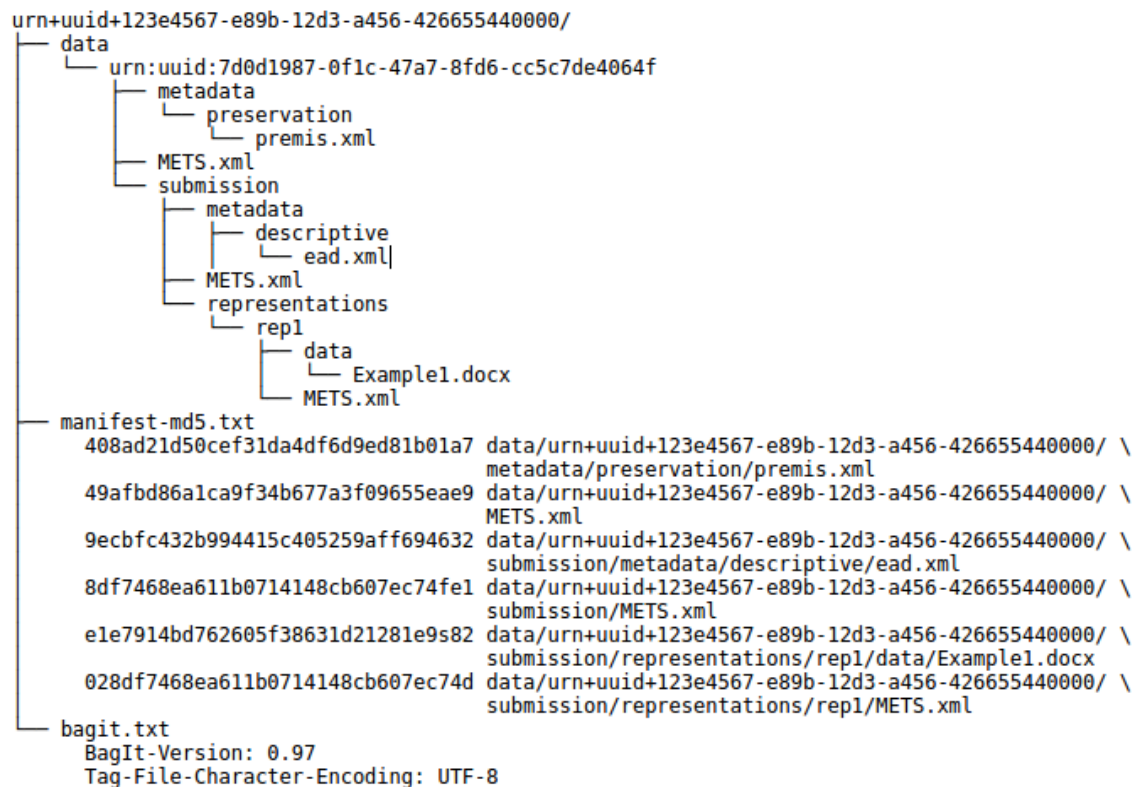 urn+uuid+123e4567-e89b-12d3-a456-426655440000/
├── data
│   └── urn:uuid:7d0d1987-0f1c-47a7-8fd6-cc5c7de4064f
│       ├── metadata
│       │   └── preservation
│       │       └── premis.xml
│       ├── METS.xml
│       └── submission
│           ├── metadata
│           │   ├── descriptive
│           │   │   └── ead.xml
│           ├── METS.xml
│           └── representations
│               └── rep1
│                   ├── data
│                   │   └── Example1.docx
│                   └── METS.xml
├── manifest-md5.txt
│     408ad21d50cef31da4df6d9ed81b01a7 data/urn+uuid+123e4567-e89b-12d3-a456-426655440000/ \
│                                      metadata/preservation/premis.xml
│     49afbd86a1ca9f34b677a3f09655eae9 data/urn+uuid+123e4567-e89b-12d3-a456-426655440000/ \
│                                      METS.xml
│     9ecbfc432b994415c405259aff694632 data/urn+uuid+123e4567-e89b-12d3-a456-426655440000/ \
│                                      submission/metadata/descriptive/ead.xml
│     8df7468ea611b0714148cb607ec74fe1 data/urn+uuid+123e4567-e89b-12d3-a456-426655440000/ \
│                                      submission/METS.xml
│     e1e7914bd762605f38631d21281e9s82 data/urn+uuid+123e4567-e89b-12d3-a456-426655440000/ \
│                                      submission/representations/rep1/data/Example1.docx
│     028df7468ea611b0714148cb607ec74d data/urn+uuid+123e4567-e89b-12d3-a456-426655440000/ \
│                                      submission/representations/rep1/METS.xml
└── bagit.txt
      BagIt-Version: 0.97
      Tag-File-Character-Encoding: UTF-8